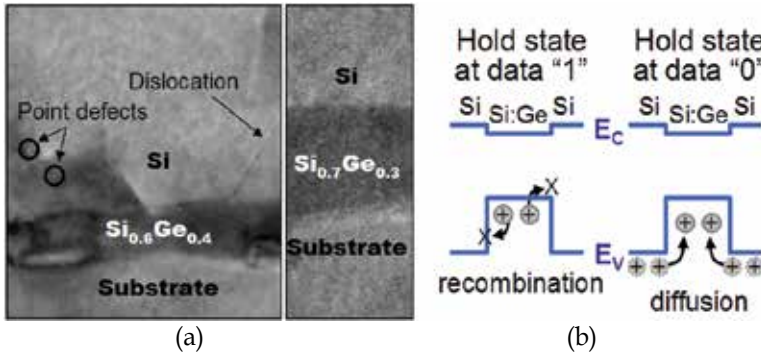 Dislocation
Point defects
Si
Si0.6Ge0.4
Substrate
Si
Si0.7Ge0.3
Substrate
(a)
Hold state
at data “1”
Si Si:Ge Si
EC
X
X
+ +
EV
recombination
Hold state
at data “0”
Si Si:Ge Si
+ +
+ + + +
diffusion
(b)